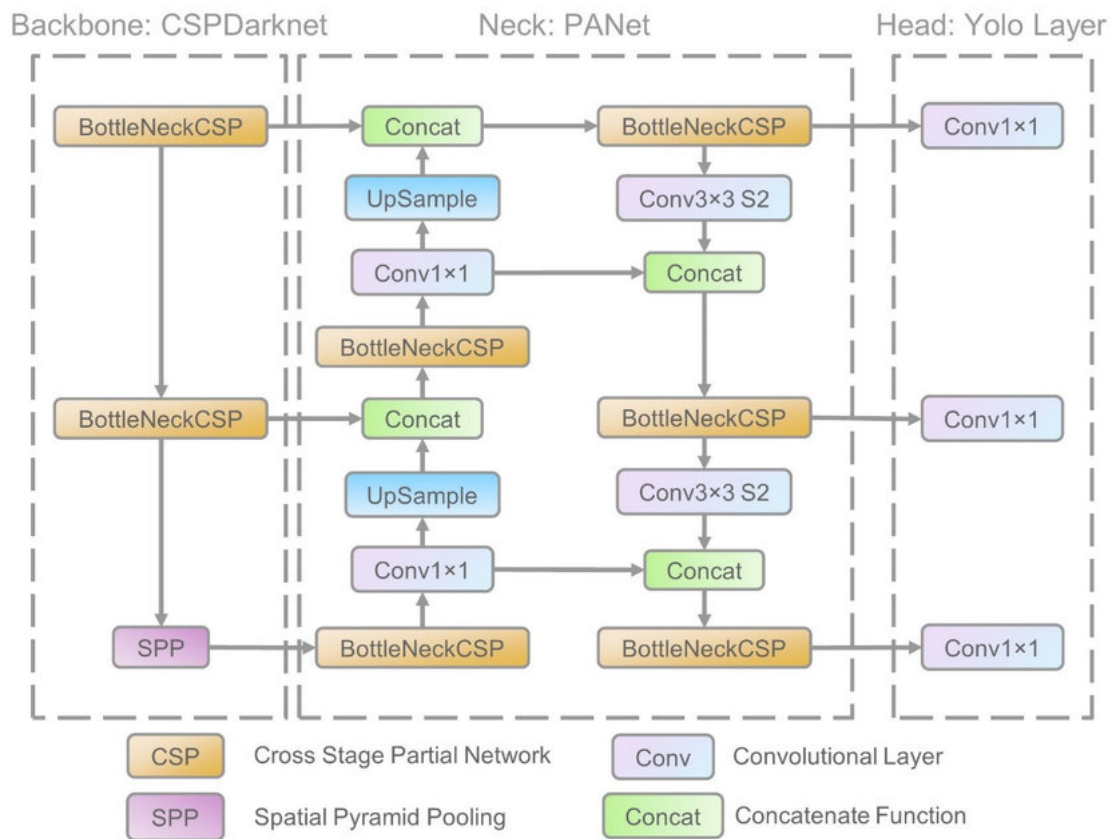 Backbone: CSPDarknet
Neck: PANet
Head: Yolo Layer
BottleNeckCSP
Concat
BottleNeckCSP
Conv1×1
UpSample
Conv3×3 S2
Conv1×1
Concat
BottleNeckCSP
BottleNeckCSP
Concat
BottleNeckCSP
Conv1×1
UpSample
Conv3×3 S2
Conv1×1
Concat
SPP
BottleNeckCSP
BottleNeckCSP
Conv1×1
CSP
Cross Stage Partial Network
Conv
Convolutional Layer
SPP
Spatial Pyramid Pooling
Concat
Concatenate Function